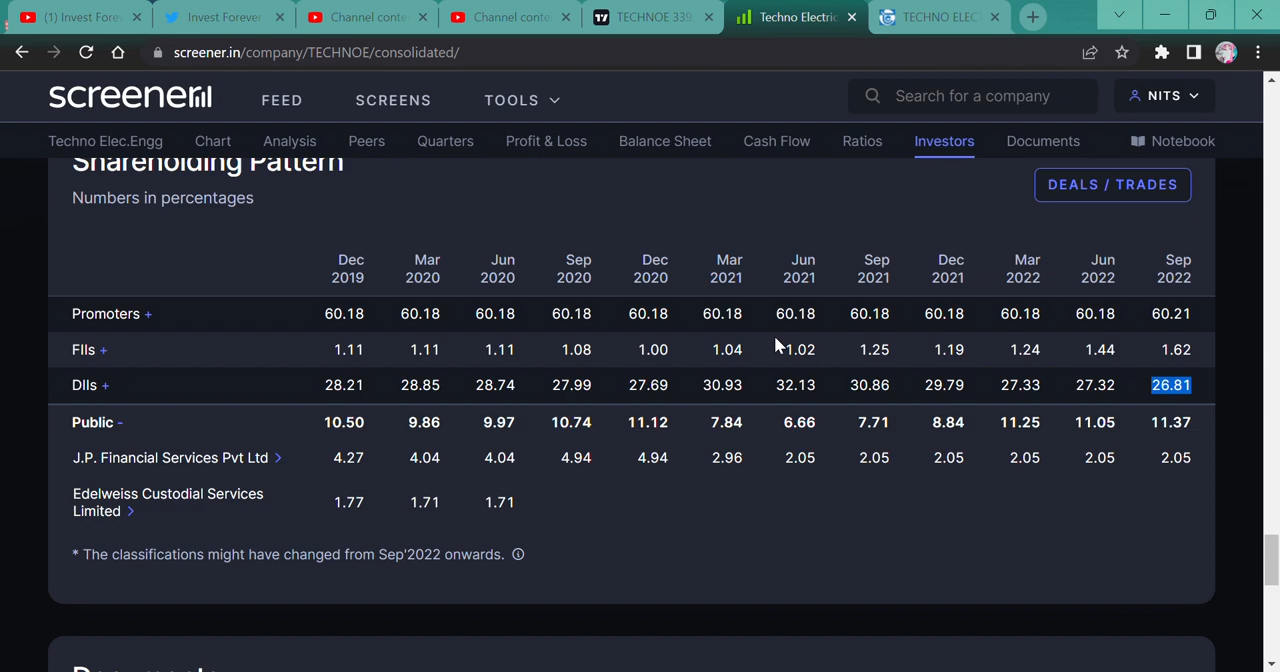 (1) Invest Fore
Invest Forever
Channel conte
Channel conte
TECHNOE 339.
Techno Electric
TECHNO ELEC
screener.in/company/TECHNOE/consolidated/
screener
FEED
SCREENS
TOOLS
Search for a company
NITS
Techno Elec.Engg
Chart
Analysis
Peers
Quarters
Profit & Loss
Balance Sheet
Cash Flow
Ratios
Investors
Documents
Notebook
Shareholding Pattern
Numbers in percentages
DEALS / TRADES
Dec 2019 Mar 2020 Jun 2020 Sep 2020 Dec 2020 Mar 2021 Jun 2021 Sep 2021 Dec 2021 Mar 2022 Jun 2022 Sep 2022
Promoters + 60.18 60.18 60.18 60.18 60.18 60.18 60.18 60.18 60.18 60.18 60.18 60.21
FIIs + 1.11 1.11 1.11 1.08 1.00 1.04 1.02 1.25 1.19 1.24 1.44 1.62
DIIs + 28.21 28.85 28.74 27.99 27.69 30.93 32.13 30.86 29.79 27.33 27.32 26.81
Public - 10.50 9.86 9.97 10.74 11.12 7.84 6.66 7.71 8.84 11.25 11.05 11.37
J.P. Financial Services Pvt Ltd > 4.27 4.04 4.04 4.94 4.94 2.96 2.05 2.05 2.05 2.05 2.05 2.05
Edelweiss Custodial Services
Limited > 1.77 1.71 1.71
* The classifications might have changed from Sep'2022 onwards.
Documents